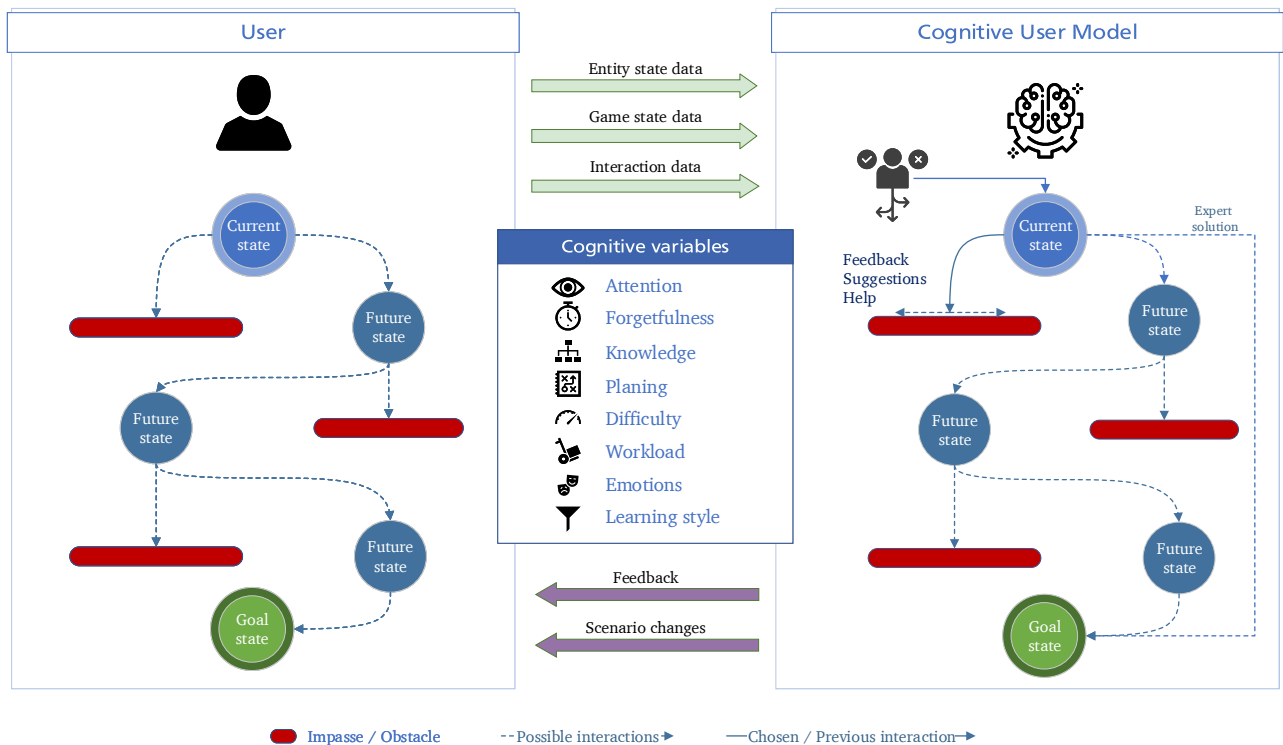 User
Cognitive User Model
Entity state data
Game state data
Interaction data
Current
state
Future
state
Future
state
Future
state
Goal
state
Cognitive variables
Attention
Forgetfulness
Knowledge
Planing
Difficulty
Workload
Emotions
Learning style
Feedback
Scenario changes
Current
state
Expert
solution
Feedback
Suggestions
Help
Future
state
Future
state
Future
state
Goal
state
Impasse / Obstacle
Possible interactions
Chosen / Previous interaction